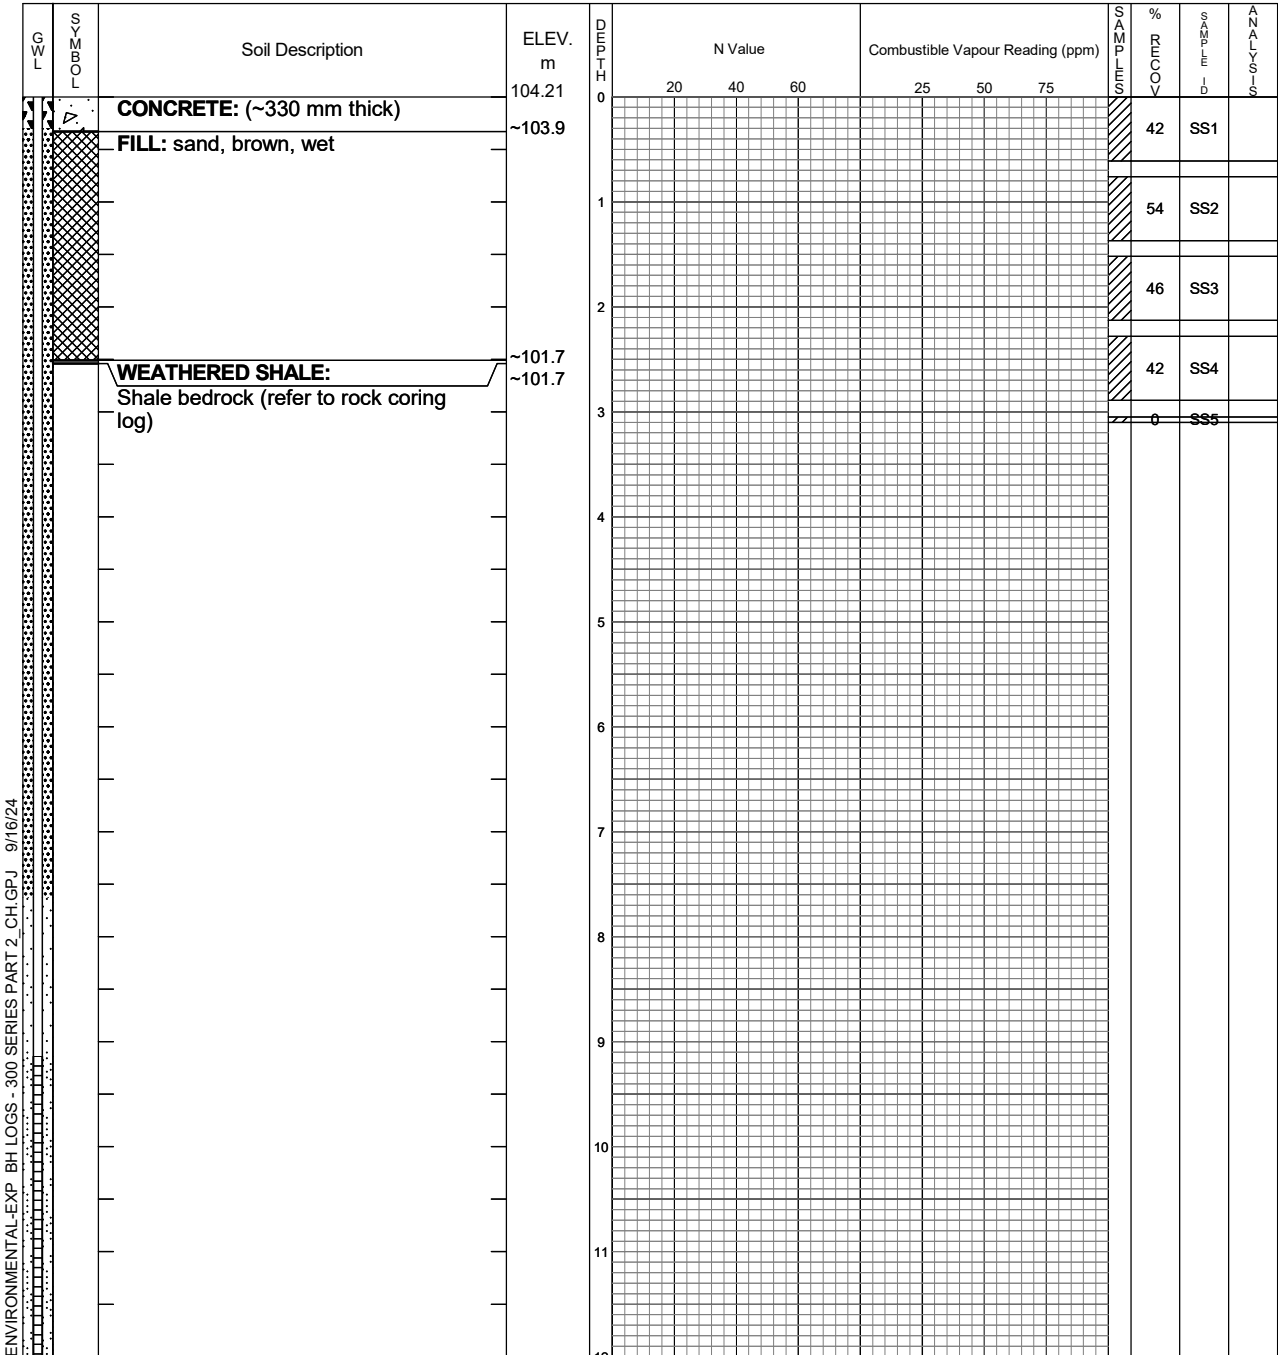 GWL
SYMBOL
Soil Description
ELEV.
m
104.21
DEPTH
N Value
20 40 60
Combustible Vapour Reading (ppm)
25 50 75
SAMPLES
% RECOV
SAMPLE ID
ANALYSIS
0
CONCRETE: (~330 mm thick)
~103.9
42 SS1
FILL: sand, brown, wet
1
54 SS2
46 SS3
2
~101.7
WEATHERED SHALE:
~101.7
42 SS4
Shale bedrock (refer to rock coring
log)
3
0 SS5
4
5
6
7
8
9
10
11
12
ENVIRONMENTAL-EXP BH LOGS - 300 SERIES PART 2_CH.GPJ 9/16/24